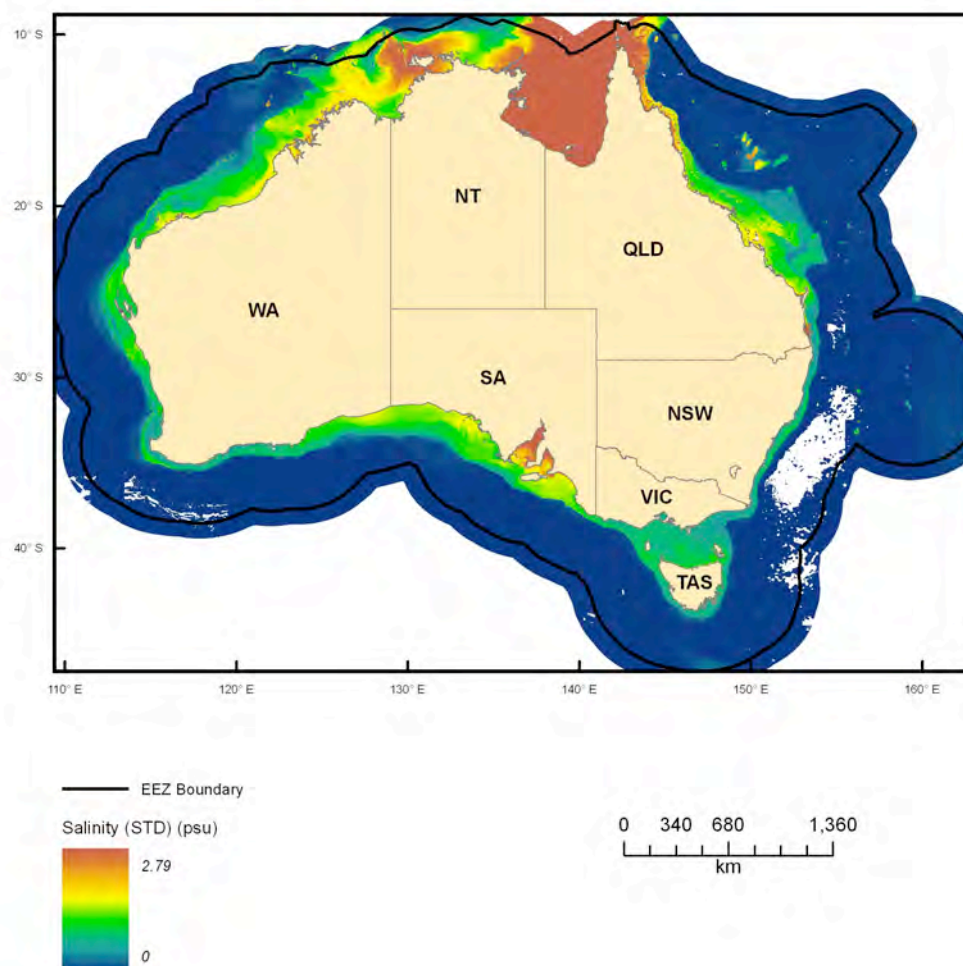 10° S
20° S
30° S
40° S
NT
QLD
WA
SA
NSW
VIC
TAS
110° E 120° E 130° E 140° E 150° E 160° E
EEZ Boundary
Salinity (STD) (psu)
2.79
0
0 340 680 1,360
km